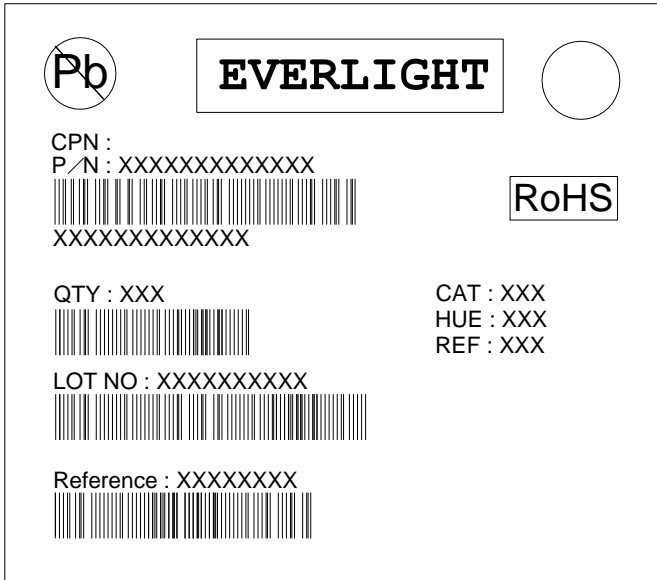 Pb
EVERLIGHT
CPN :
P/N : XXXXXXXXXXXXX
RoHS
XXXXXXXXXXXXX
QTY : XXX
CAT : XXX
HUE : XXX
REF : XXX
LOT NO : XXXXXXXXXX
Reference : XXXXXXXX